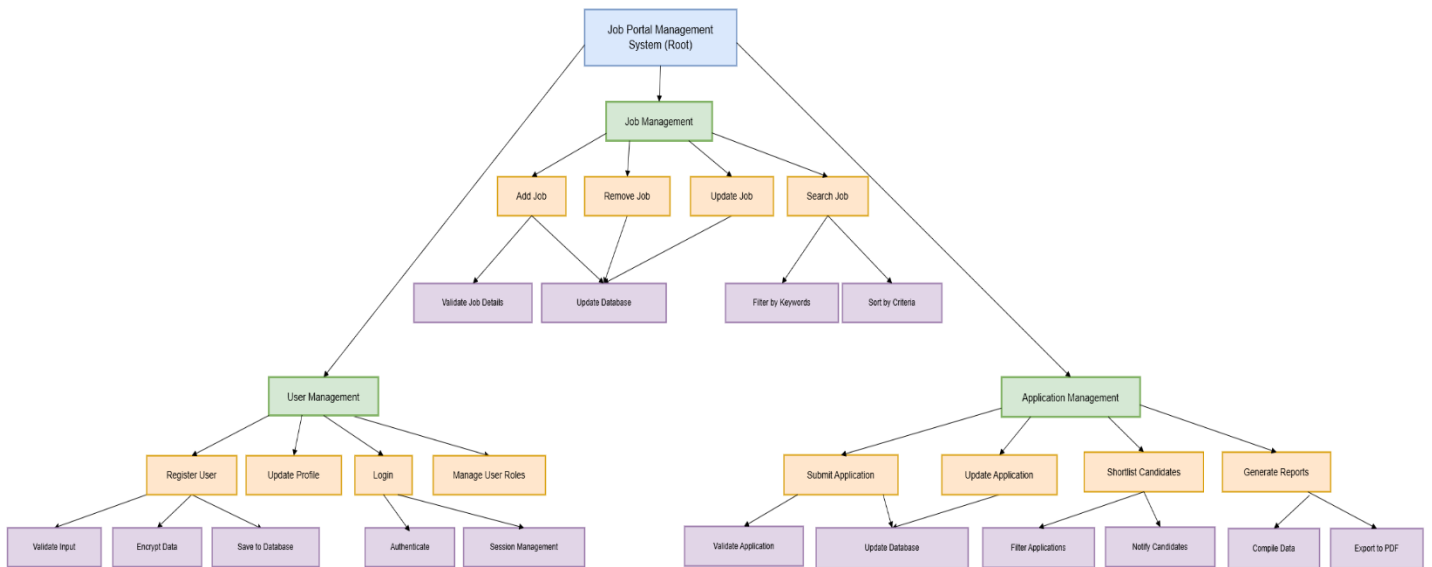 Job Portal Management
System (Root)
Job Management
Add Job
Remove Job
Update Job
Search Job
Validate Job Details
Update Database
Filter by Keywords
Sort by Criteria
User Management
Application Management
Register User
Update Profile
Login
Manage User Roles
Submit Application
Update Application
Shortlist Candidates
Generate Reports
Validate Input
Encrypt Data
Save to Database
Authenticate
Session Management
Validate Application
Update Database
Filter Applications
Notify Candidates
Compile Data
Export to PDF